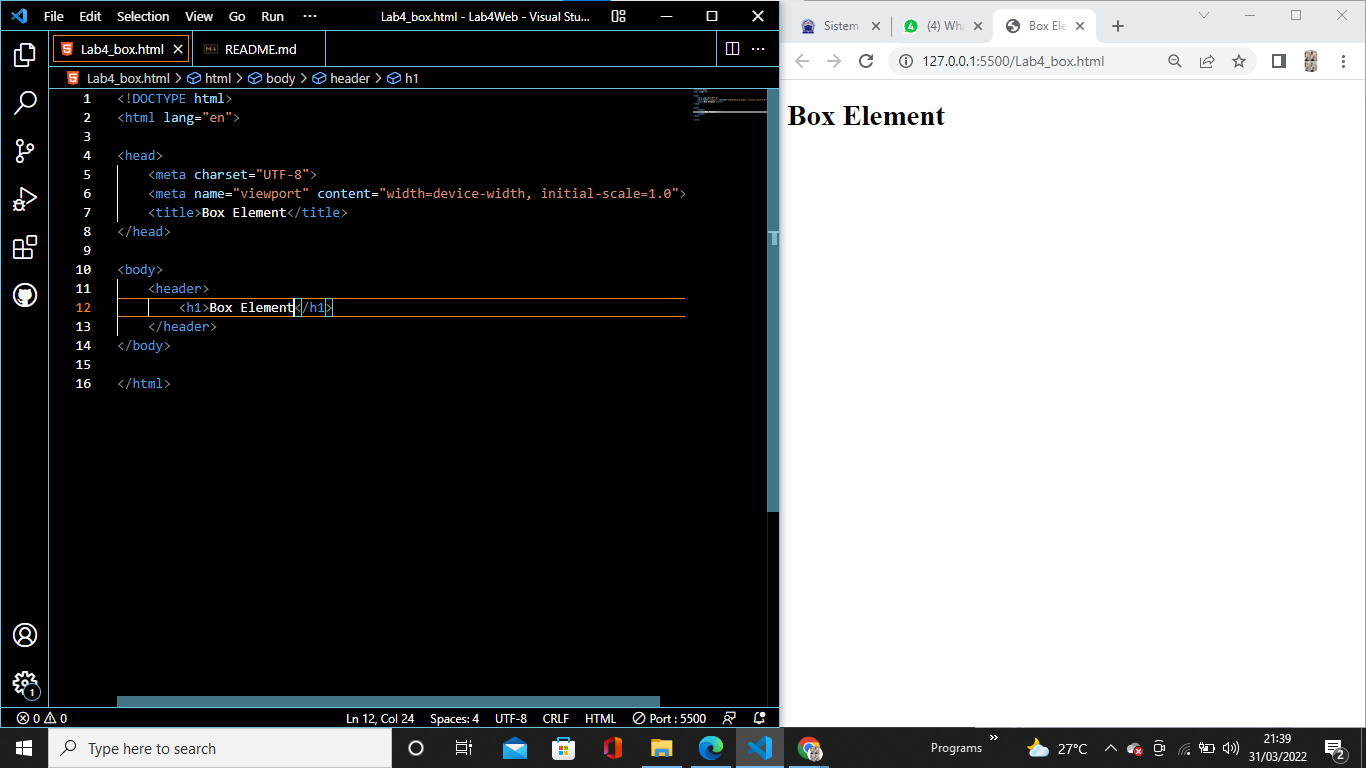 File Edit Selection View Go Run ··· Lab4_box.html - Lab4Web - Visual Stu...
Lab4_box.html README.md
Lab4_box.html > html > body > header > h1
1 <!DOCTYPE html>
2 <html lang="en">
3
4 <head>
5 <meta charset="UTF-8">
6 <meta name="viewport" content="width=device-width, initial-scale=1.0">
7 <title>Box Element</title>
8 </head>
9
10 <body>
11 <header>
12 <h1>Box Element</h1>
13 </header>
14 </body>
15
16 </html>
1
0 0 Ln 12, Col 24 Spaces: 4 UTF-8 CRLF HTML Port : 5500
Sistem (4) Wha Box Ele
127.0.0.1:5500/Lab4_box.html
Box Element
Type here to search Programs » 27°C 21:39
31/03/2022 2